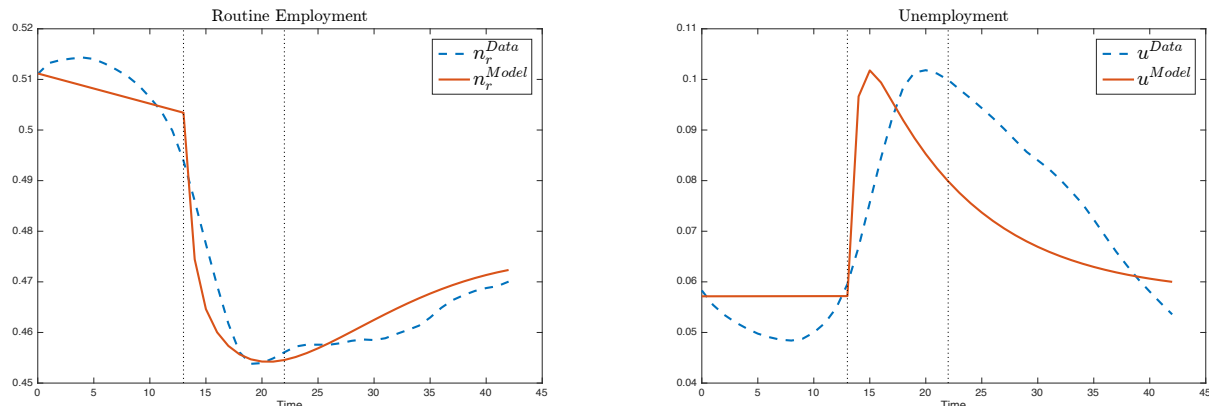 Routine Employment
0.52
0.51
0.5
0.49
0.48
0.47
0.46
0.45
0 5 10 15 20 25 30 35 40 45
Time
n_r^{Data}
n_r^{Model}
Unemployment
0.11
0.1
0.09
0.08
0.07
0.06
0.05
0.04
0 5 10 15 20 25 30 35 40 45
Time
u^{Data}
u^{Model}